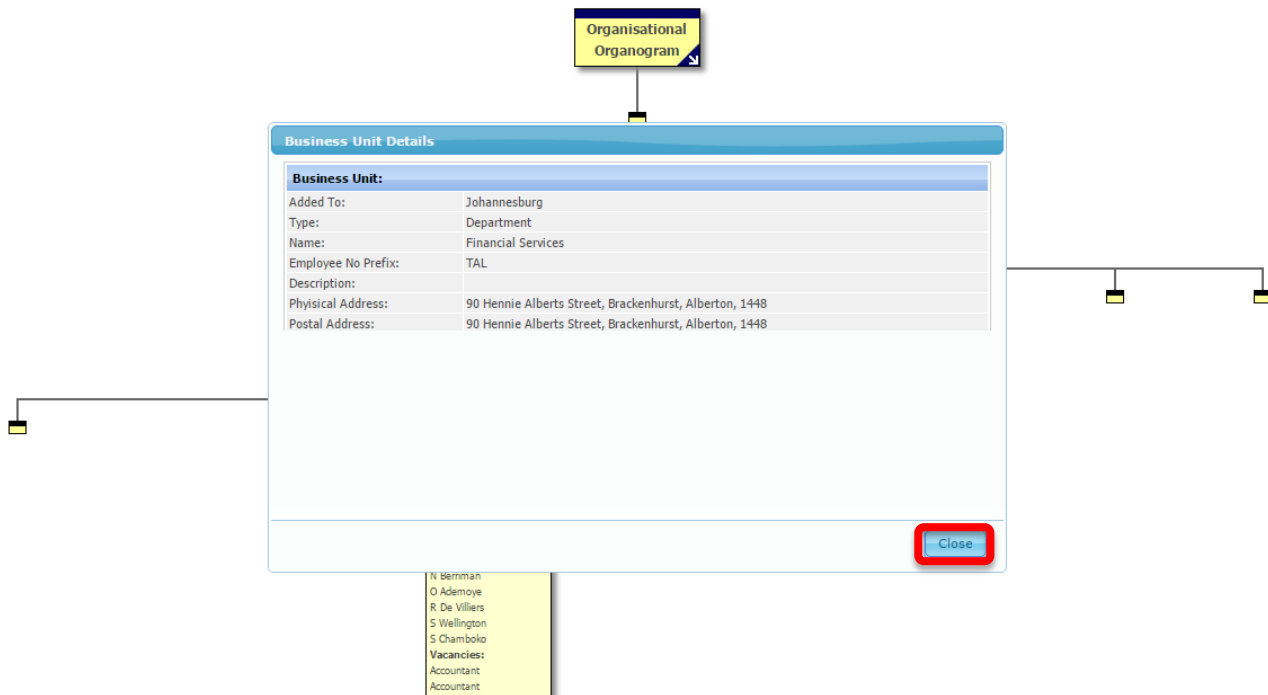 Organisational
Organogram
Business Unit Details
Business Unit:
Added To: Johannesburg
Type: Department
Name: Financial Services
Employee No Prefix: TAL
Description:
Phyisical Address: 90 Hennie Alberts Street, Brackenhurst, Alberton, 1448
Postal Address: 90 Hennie Alberts Street, Brackenhurst, Alberton, 1448
Close
N Berriman
O Ademoye
R De Villiers
S Wellington
S Chamboko
Vacancies:
Accountant
Accountant